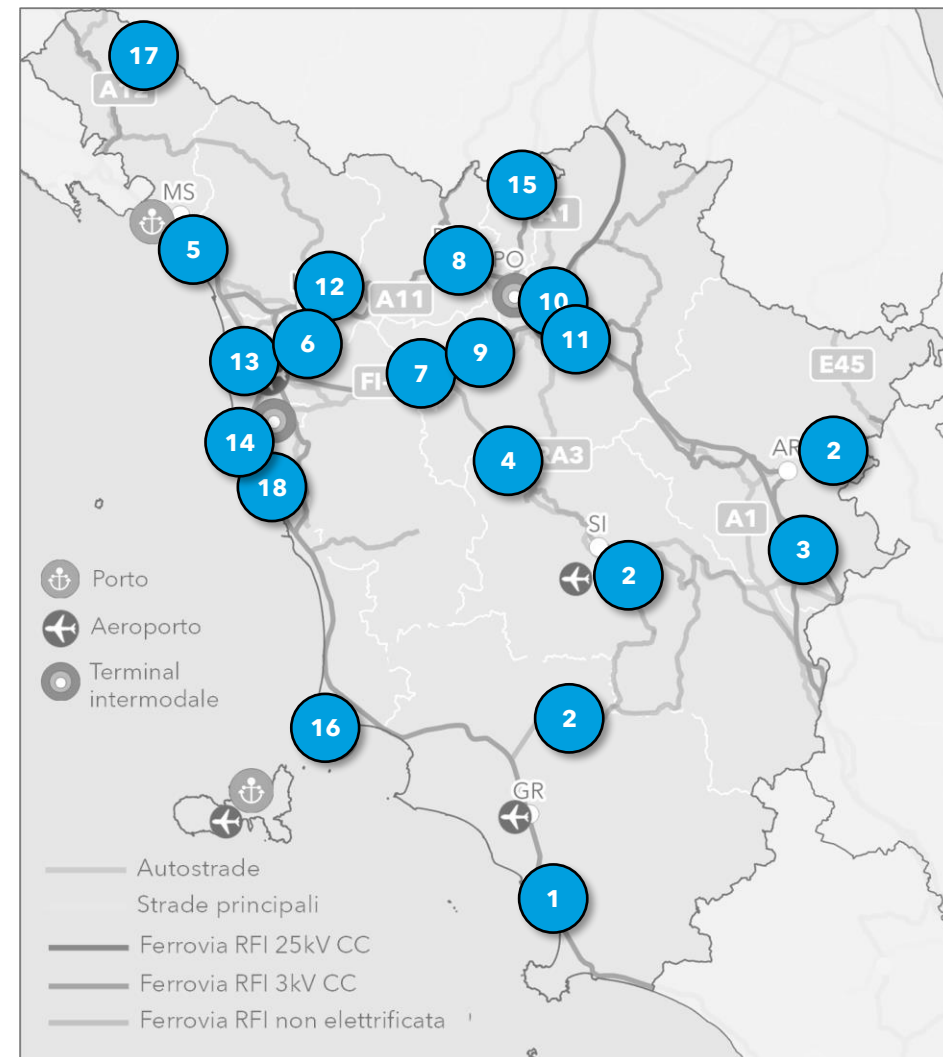 17
A12
15
MS
A1
5
8
PO
12
A11
10
6
11
13
7
9
FI-
E45
14
4
RA3
AR
2
18
A1
SI
3
2
Porto
Aeroporto
Terminal
intermodale
16
2
GR
1
Autostrade
Strade principali
Ferrovia RFI 25kV CC
Ferrovia RFI 3kV CC
Ferrovia RFI non elettrificata